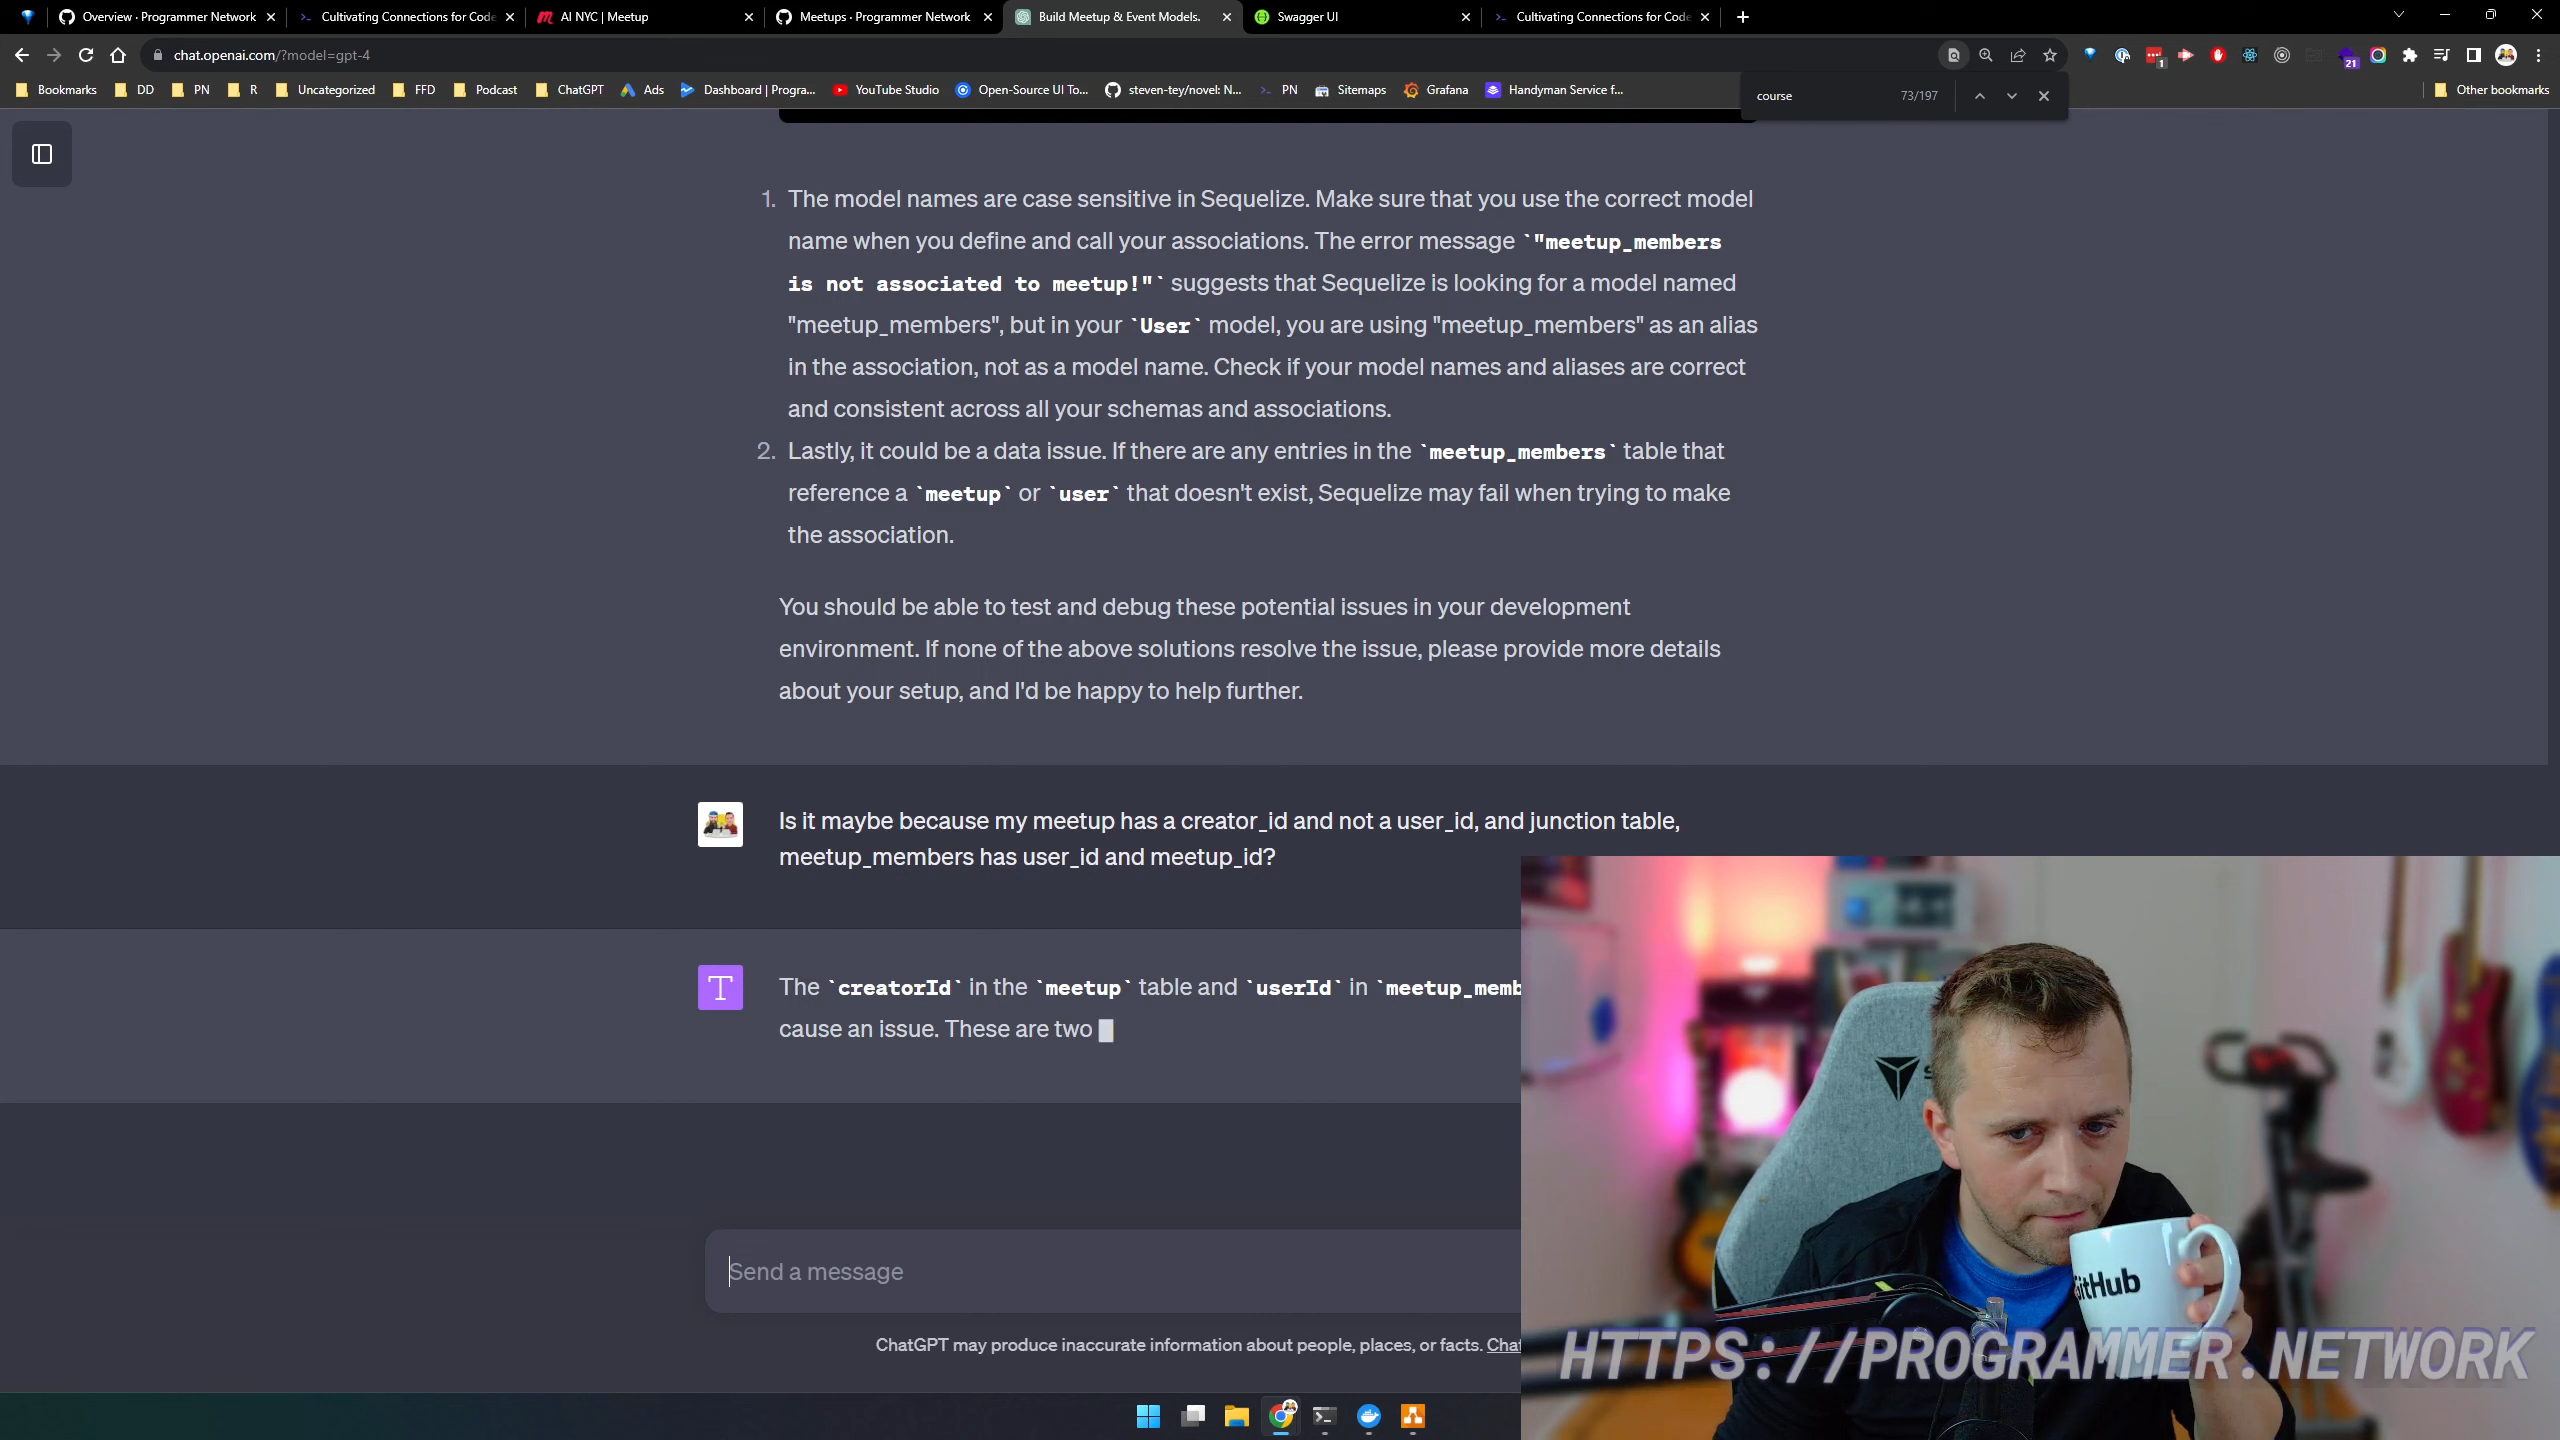 Overview · Programmer Network
Cultivating Connections for Code
AI NYC | Meetup
Meetups · Programmer Network
Build Meetup & Event Models.
Swagger UI
Cultivating Connections for Code
chat.openai.com/?model=gpt-4
1
21
Bookmarks
DD
PN
R
Uncategorized
FFD
Podcast
ChatGPT
Ads
Dashboard | Progra...
YouTube Studio
Open-Source UI To...
steven-tey/novel: N...
PN
Sitemaps
Grafana
Handyman Service f...
Other bookmarks
course
73/197
1. The model names are case sensitive in Sequelize. Make sure that you use the correct model
name when you define and call your associations. The error message `"meetup_members
is not associated to meetup!"` suggests that Sequelize is looking for a model named
"meetup_members", but in your `User` model, you are using "meetup_members" as an alias
in the association, not as a model name. Check if your model names and aliases are correct
and consistent across all your schemas and associations.
2. Lastly, it could be a data issue. If there are any entries in the `meetup_members` table that
reference a `meetup` or `user` that doesn't exist, Sequelize may fail when trying to make
the association.
You should be able to test and debug these potential issues in your development
environment. If none of the above solutions resolve the issue, please provide more details
about your setup, and I'd be happy to help further.
Is it maybe because my meetup has a creator_id and not a user_id, and junction table,
meetup_members has user_id and meetup_id?
T
The `creatorId` in the `meetup` table and `userId` in `meetup_memb
cause an issue. These are two
Send a message
ChatGPT may produce inaccurate information about people, places, or facts. Chat
GitHub
HTTPS://PROGRAMMER.NETWORK